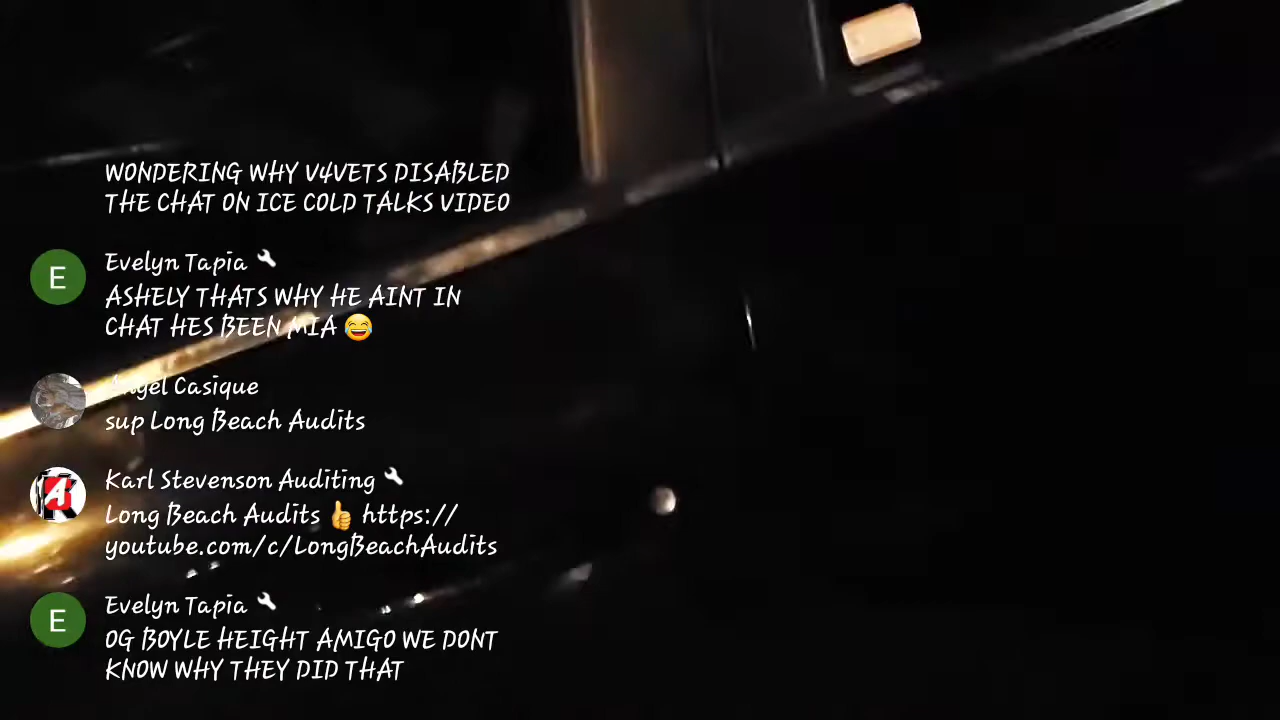 WONDERING WHY V4VETS DISABLED
THE CHAT ON ICE COLD TALKS VIDEO
E
Evelyn Tapia
ASHELY THATS WHY HE AINT IN
CHAT HES BEEN MIA 😂
Angel Casique
sup Long Beach Audits
Karl Stevenson Auditing
Long Beach Audits 👍 https://
youtube.com/c/LongBeachAudits
E
Evelyn Tapia
OG BOYLE HEIGHT AMIGO WE DONT
KNOW WHY THEY DID THAT